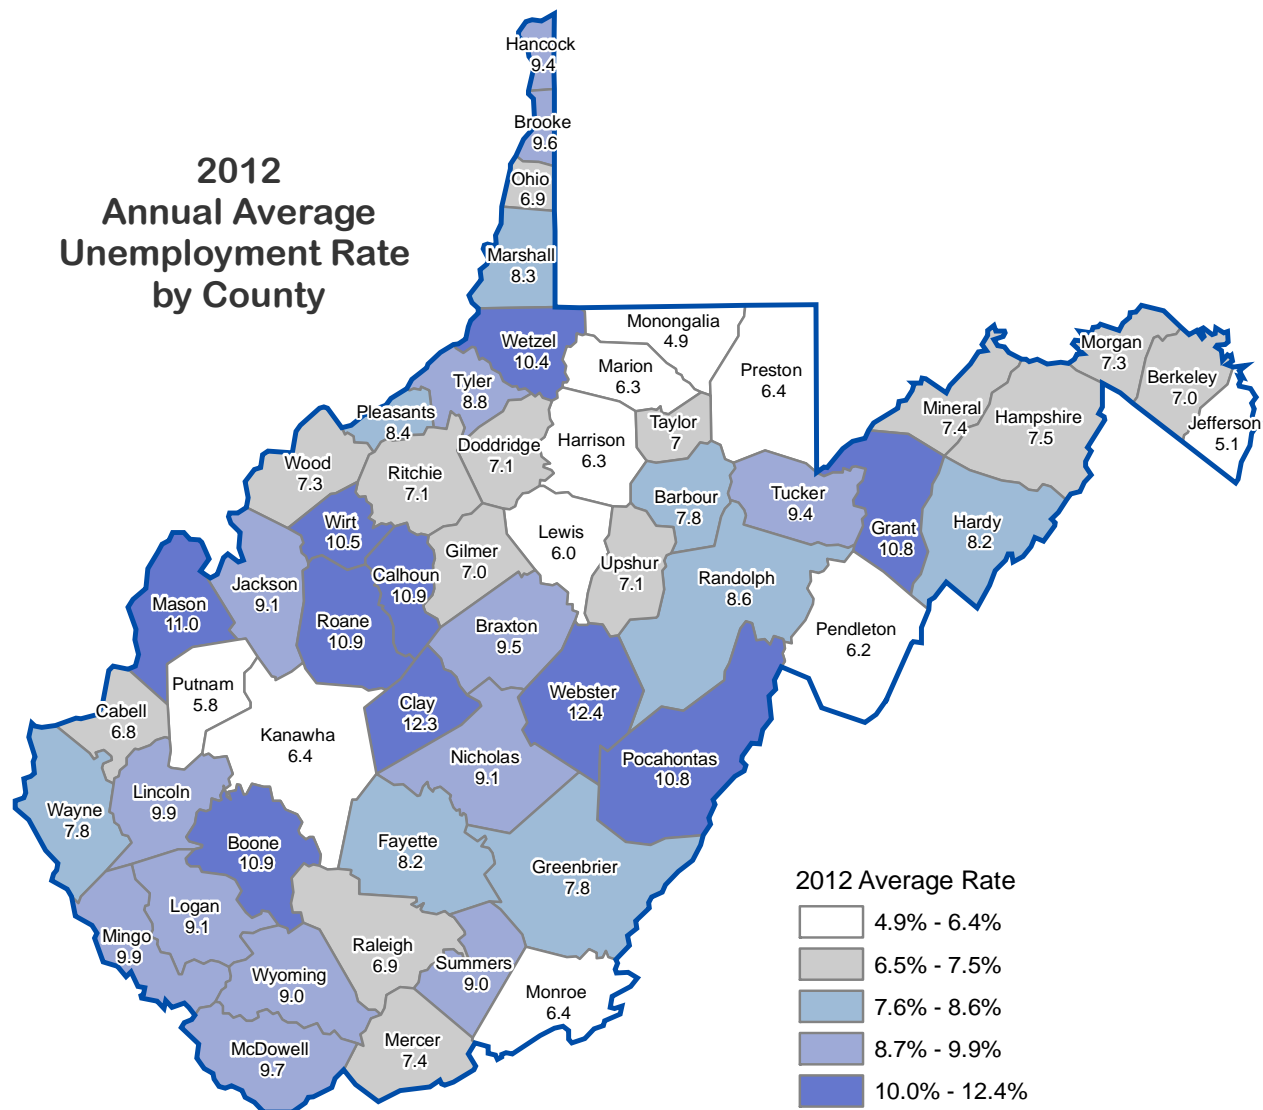 2012
Annual Average
Unemployment Rate
by County
Hancock
9.4
Brooke
9.6
Ohio
6.9
Marshall
8.3
Wetzel
10.4
Monongalia
4.9
Marion
6.3
Preston
6.4
Tyler
8.8
Pleasants
8.4
Doddridge
7.1
Harrison
6.3
Taylor
7
Mineral
7.4
Hampshire
7.5
Morgan
7.3
Berkeley
7.0
Jefferson
5.1
Wood
7.3
Ritchie
7.1
Barbour
7.8
Tucker
9.4
Grant
10.8
Hardy
8.2
Wirt
10.5
Gilmer
7.0
Lewis
6.0
Upshur
7.1
Randolph
8.6
Pendleton
6.2
Mason
11.0
Jackson
9.1
Roane
10.9
Calhoun
10.9
Braxton
9.5
Putnam
5.8
Cabell
6.8
Kanawha
6.4
Clay
12.3
Webster
12.4
Nicholas
9.1
Pocahontas
10.8
Wayne
7.8
Lincoln
9.9
Boone
10.9
Fayette
8.2
Greenbrier
7.8
Logan
9.1
Mingo
9.9
Wyoming
9.0
Raleigh
6.9
Summers
9.0
Monroe
6.4
McDowell
9.7
Mercer
7.4
2012 Average Rate
4.9% - 6.4%
6.5% - 7.5%
7.6% - 8.6%
8.7% - 9.9%
10.0% - 12.4%